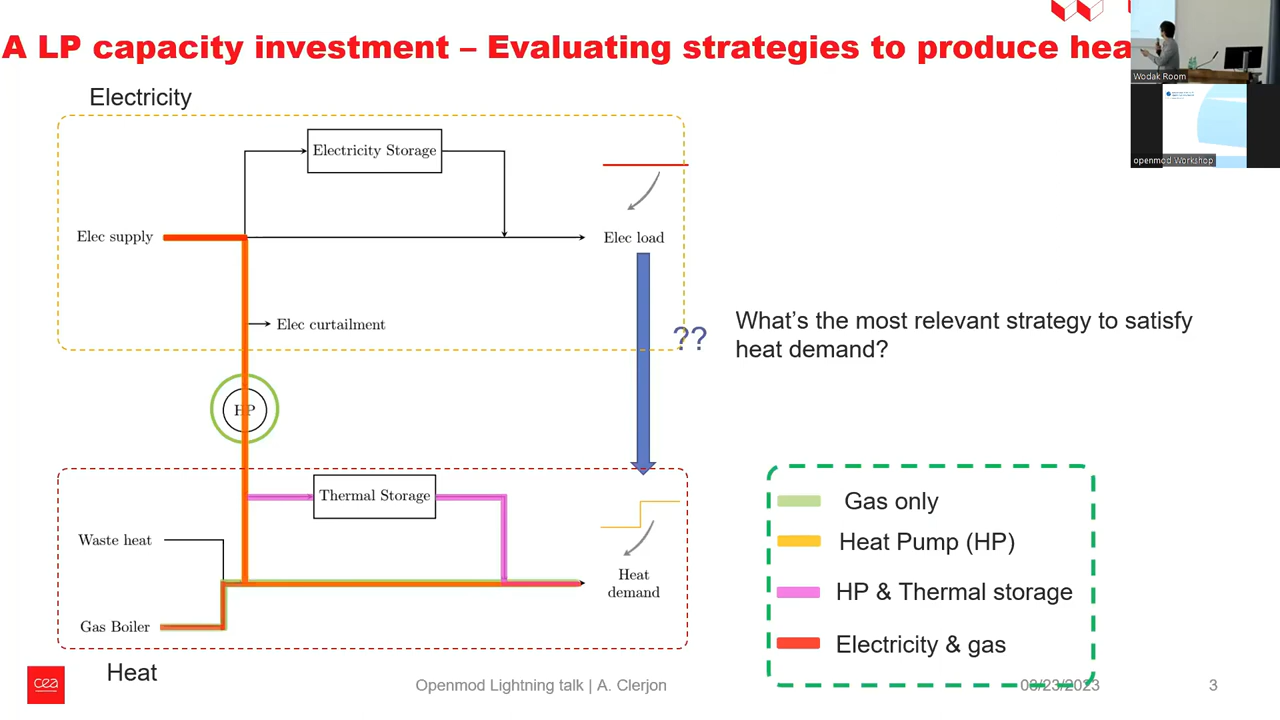 A LP capacity investment – Evaluating strategies to produce hea
Wodak Room
openmod Workshop
Electricity
Electricity Storage
Elec supply
Elec load
Elec curtailment
??
What's the most relevant strategy to satisfy
heat demand?
HP
Thermal Storage
Waste heat
Heat
demand
Gas Boiler
Gas only
Heat Pump (HP)
HP & Thermal storage
Electricity & gas
Heat
cea
Openmod Lightning talk | A. Clerjon
03/23/2023
3